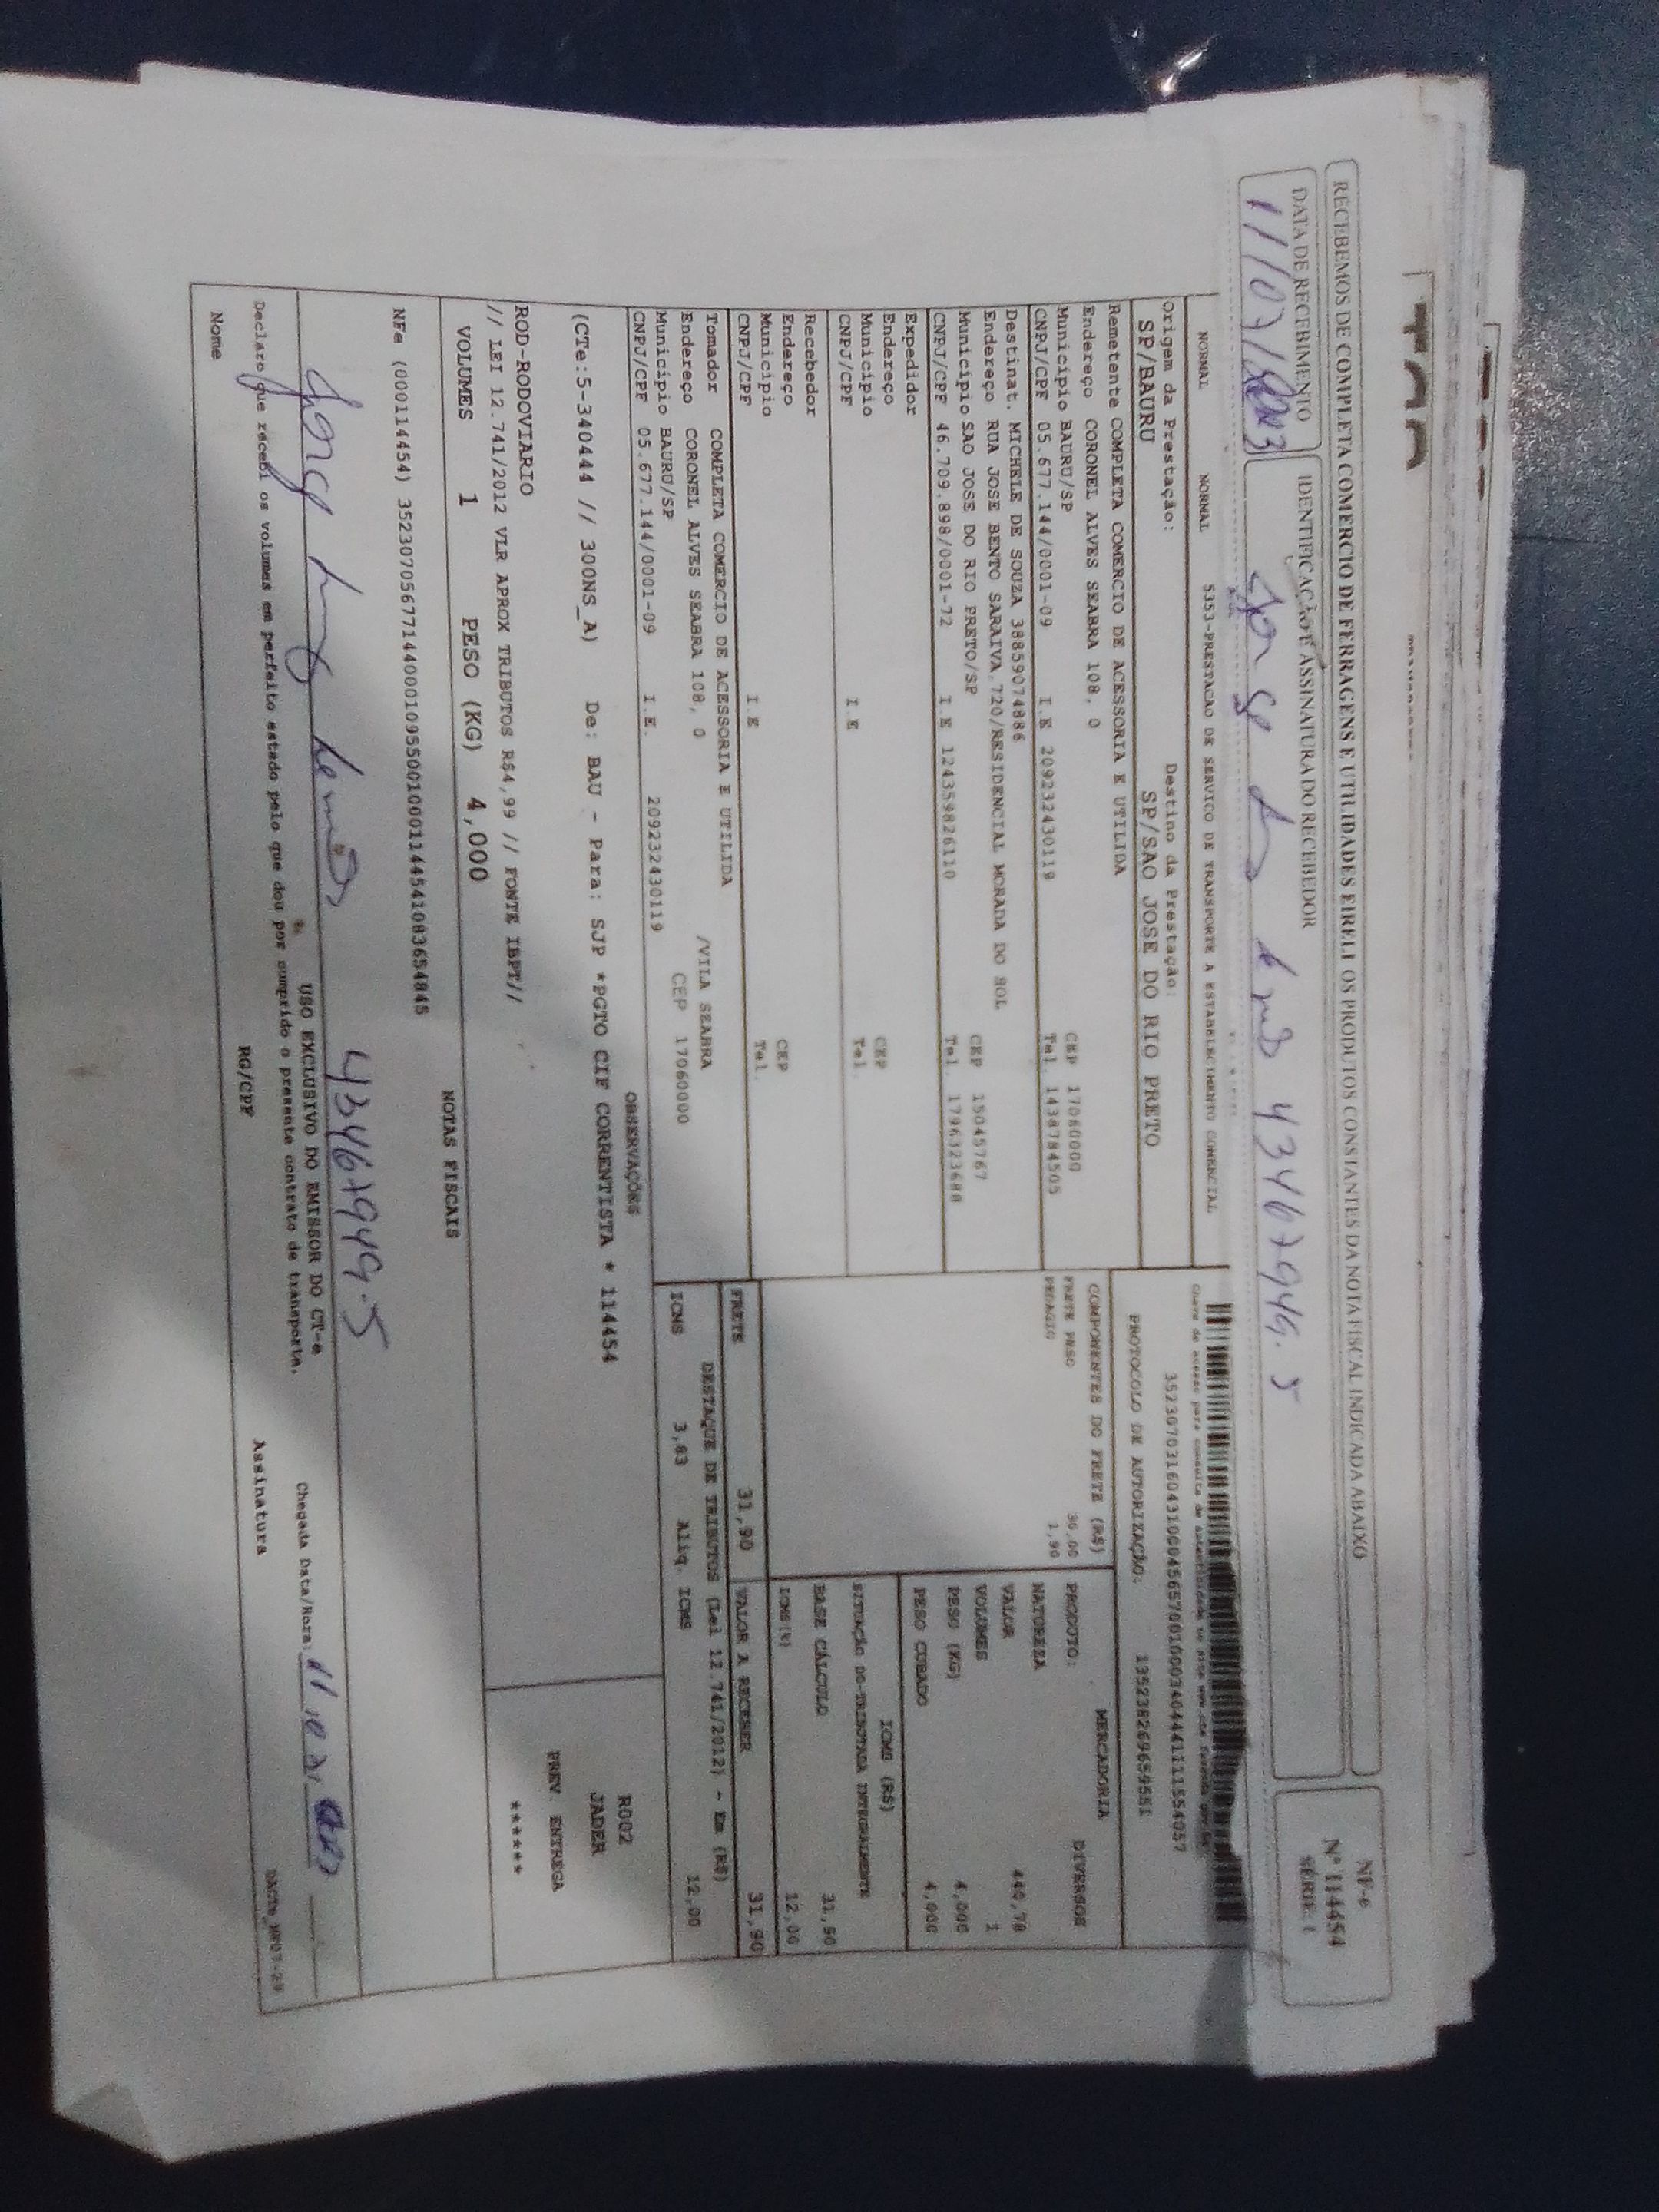 RECEBEMOS DE COMPLETA COMERCIO DE FERRAGENS E UTILIDADES EIRELI OS PRODUTOS CONSTANTES DA NOTA FISCAL INDICADA ABAIXO
NF-e
Nº 114454
SÉRIE: 1
DATA DE RECEBIMENTO
IDENTIFICAÇÃO E ASSINATURA DO RECEBEDOR
11/07/2023
NORMAL NORMAL 5353-PRESTACAO DE SERVICO DE TRANSPORTE A ESTABELECIMENTO COMERCIAL
Origem da Prestação: Destino da Prestação:
SP/BAURU SP/SAO JOSE DO RIO PRETO
PROTOCOLO DE AUTORIZAÇÃO:
Remetente COMPLETA COMERCIO DE ACESSORIA E UTILIDA
Endereço CORONEL ALVES SEABRA 108, 0
Município BAURU/SP CEP 17060000
CNPJ/CPF 05.677.144/0001-09 I.E 209232430119 Tel. 1438784505
Destinat. MICHELE DE SOUZA 38859074886
Endereço RUA JOSE BENTO SARAIVA,720/RESIDENCIAL MORADA DO SOL
Município SAO JOSE DO RIO PRETO/SP CEP 15045767
CNPJ/CPF 46.709.898/0001-72 I.E 124359826110 Tel. 1796323688
Expedidor
Endereço
Município CEP
CNPJ/CPF I.E Tel.
Recebedor
Endereço
Município CEP
CNPJ/CPF I.E Tel.
Tomador COMPLETA COMERCIO DE ACESSORIA E UTILIDA
Endereço CORONEL ALVES SEABRA 108, 0 /VILA SEABRA
Município BAURU/SP CEP 17060000
CNPJ/CPF 05.677.144/0001-09 I.E. 209232430119
COMPONENTES DO FRETE (R$)
FRETE PESO 30,00
PEDAGIO 1,90
MERCADORIA
PRODUTO: DIVERSOS
NATUREZA
VALOR 440,78
VOLUMES 1
PESO (KG) 4,000
PESO CUBADO 4,000
ICMS (R$)
SITUAÇÃO 00-TRIBUTADA INTEGRALMENTE
BASE CÁLCULO 31,90
ICMS(%) 12,00
FRETE 31,90 VALOR A RECEBER 31,90
DESTAQUE DE TRIBUTOS (Lei 12.741/2012) - Em (R$)
ICMS 3,83 Aliq. ICMS 12,00
OBSERVAÇÕES
(CTe:5-340444 // 300NS_A) De: BAU - Para: SJP *PGTO CIF CORRENTISTA * 114454
R002
JADER
ROD-RODOVIARIO
// LEI 12.741/2012 VLR APROX TRIBUTOS R$4,99 // FONTE IBPT//
PREV. ENTREGA
******
VOLUMES 1 PESO (KG) 4,000
NOTAS FISCAIS
NFe (000114454) 35230705677144000109550010001144541083654845
43467949.5
USO EXCLUSIVO DO EMISSOR DO CT-e
Chegada Data/Hora:
Declaro que recebi os volumes em perfeito estado pelo que dou por cumprido o presente contrato de transporte.
Nome RG/CPF Assinatura